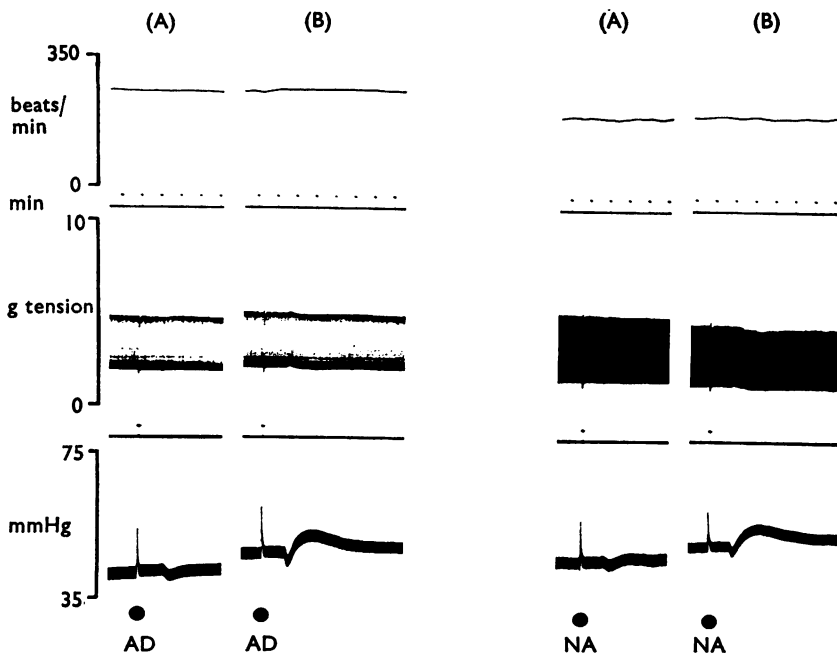 (A) (B) (A) (B)
350
beats/
min
0
min
10
g tension
0
75
mmHg
35
AD AD NA NA